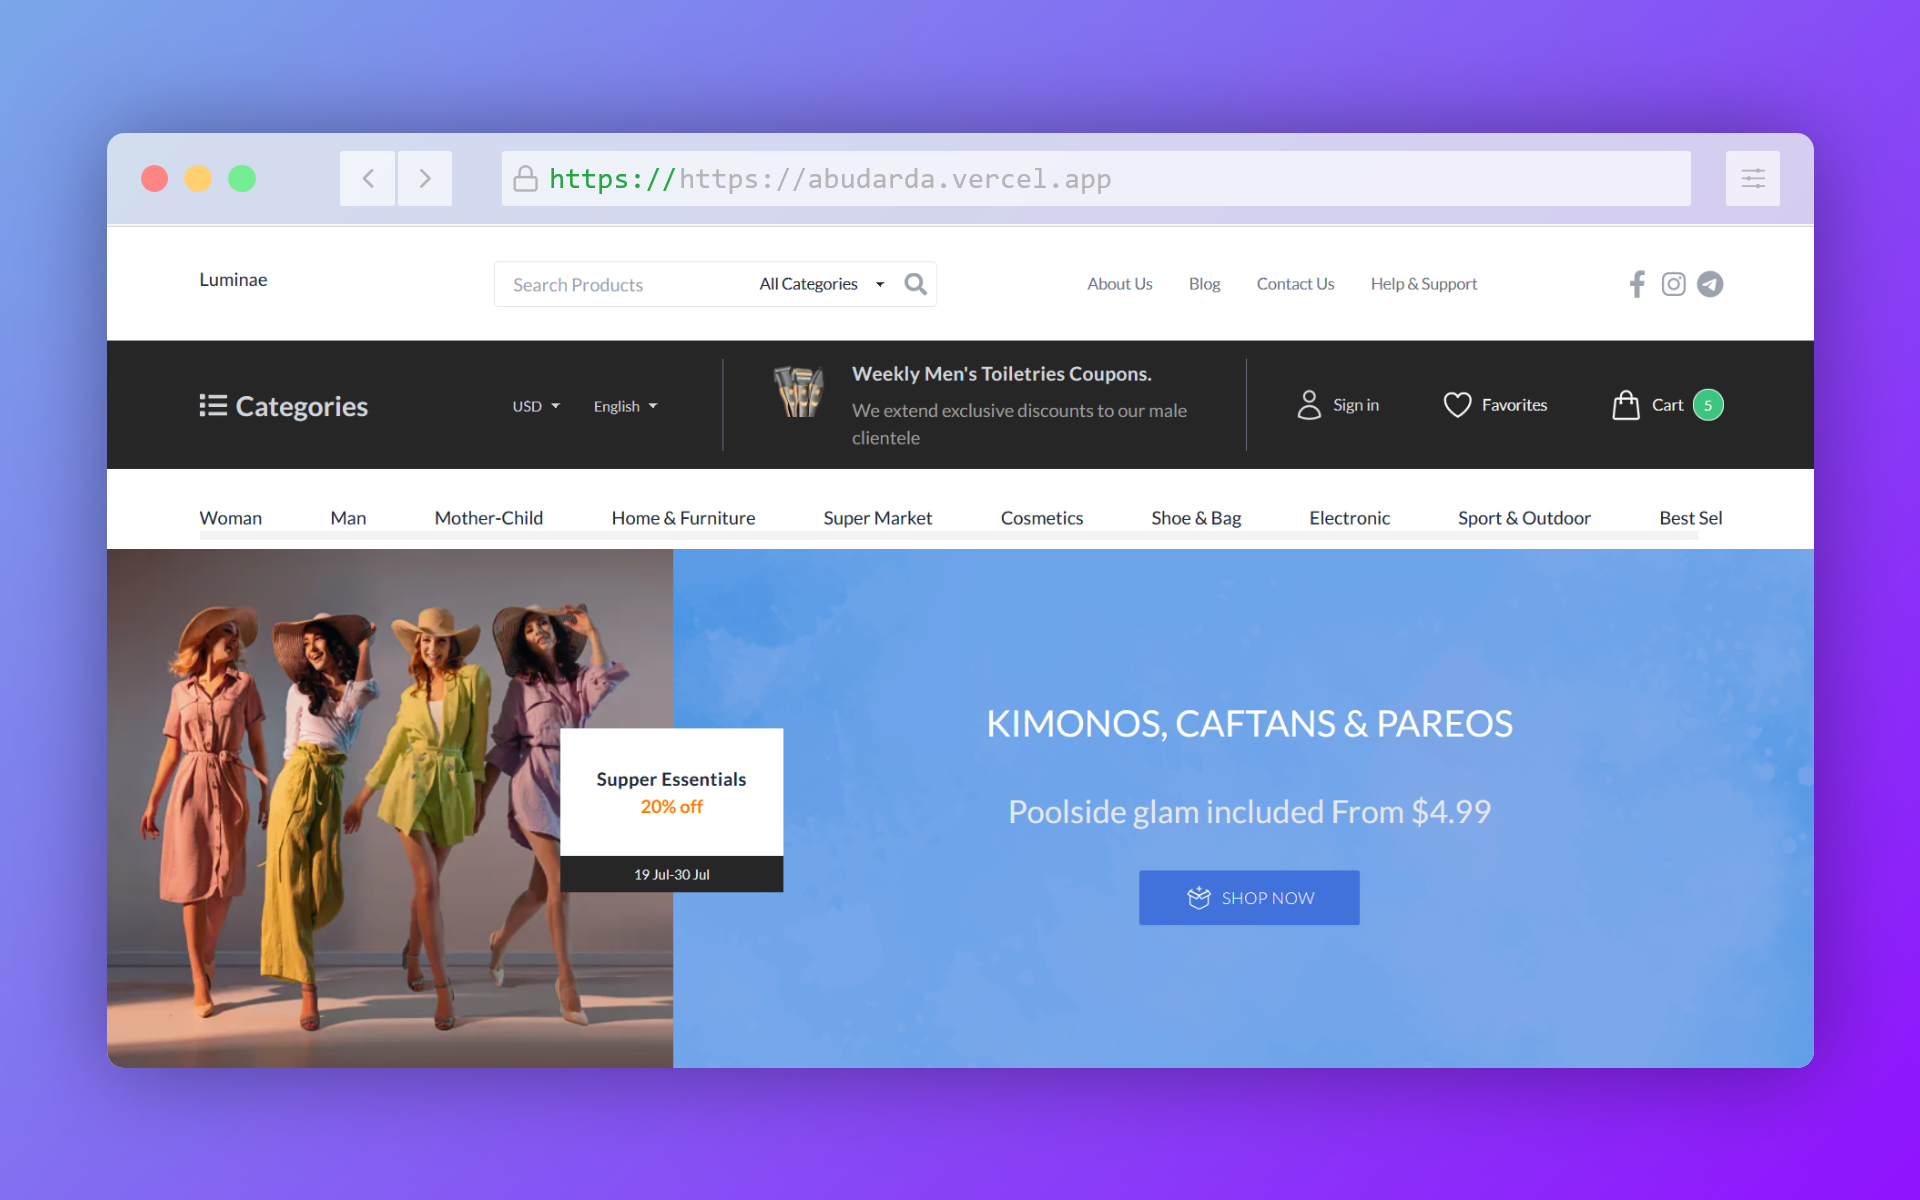 https://https://abudarda.vercel.app
Luminae
Search Products
All Categories
About Us
Blog
Contact Us
Help & Support
Categories
USD
English
Weekly Men's Toiletries Coupons.
We extend exclusive discounts to our male
clientele
Sign in
Favorites
Cart
5
Woman
Man
Mother-Child
Home & Furniture
Super Market
Cosmetics
Shoe & Bag
Electronic
Sport & Outdoor
Best Sel
Supper Essentials
20% off
19 Jul-30 Jul
KIMONOS, CAFTANS & PAREOS
Poolside glam included From $4.99
SHOP NOW